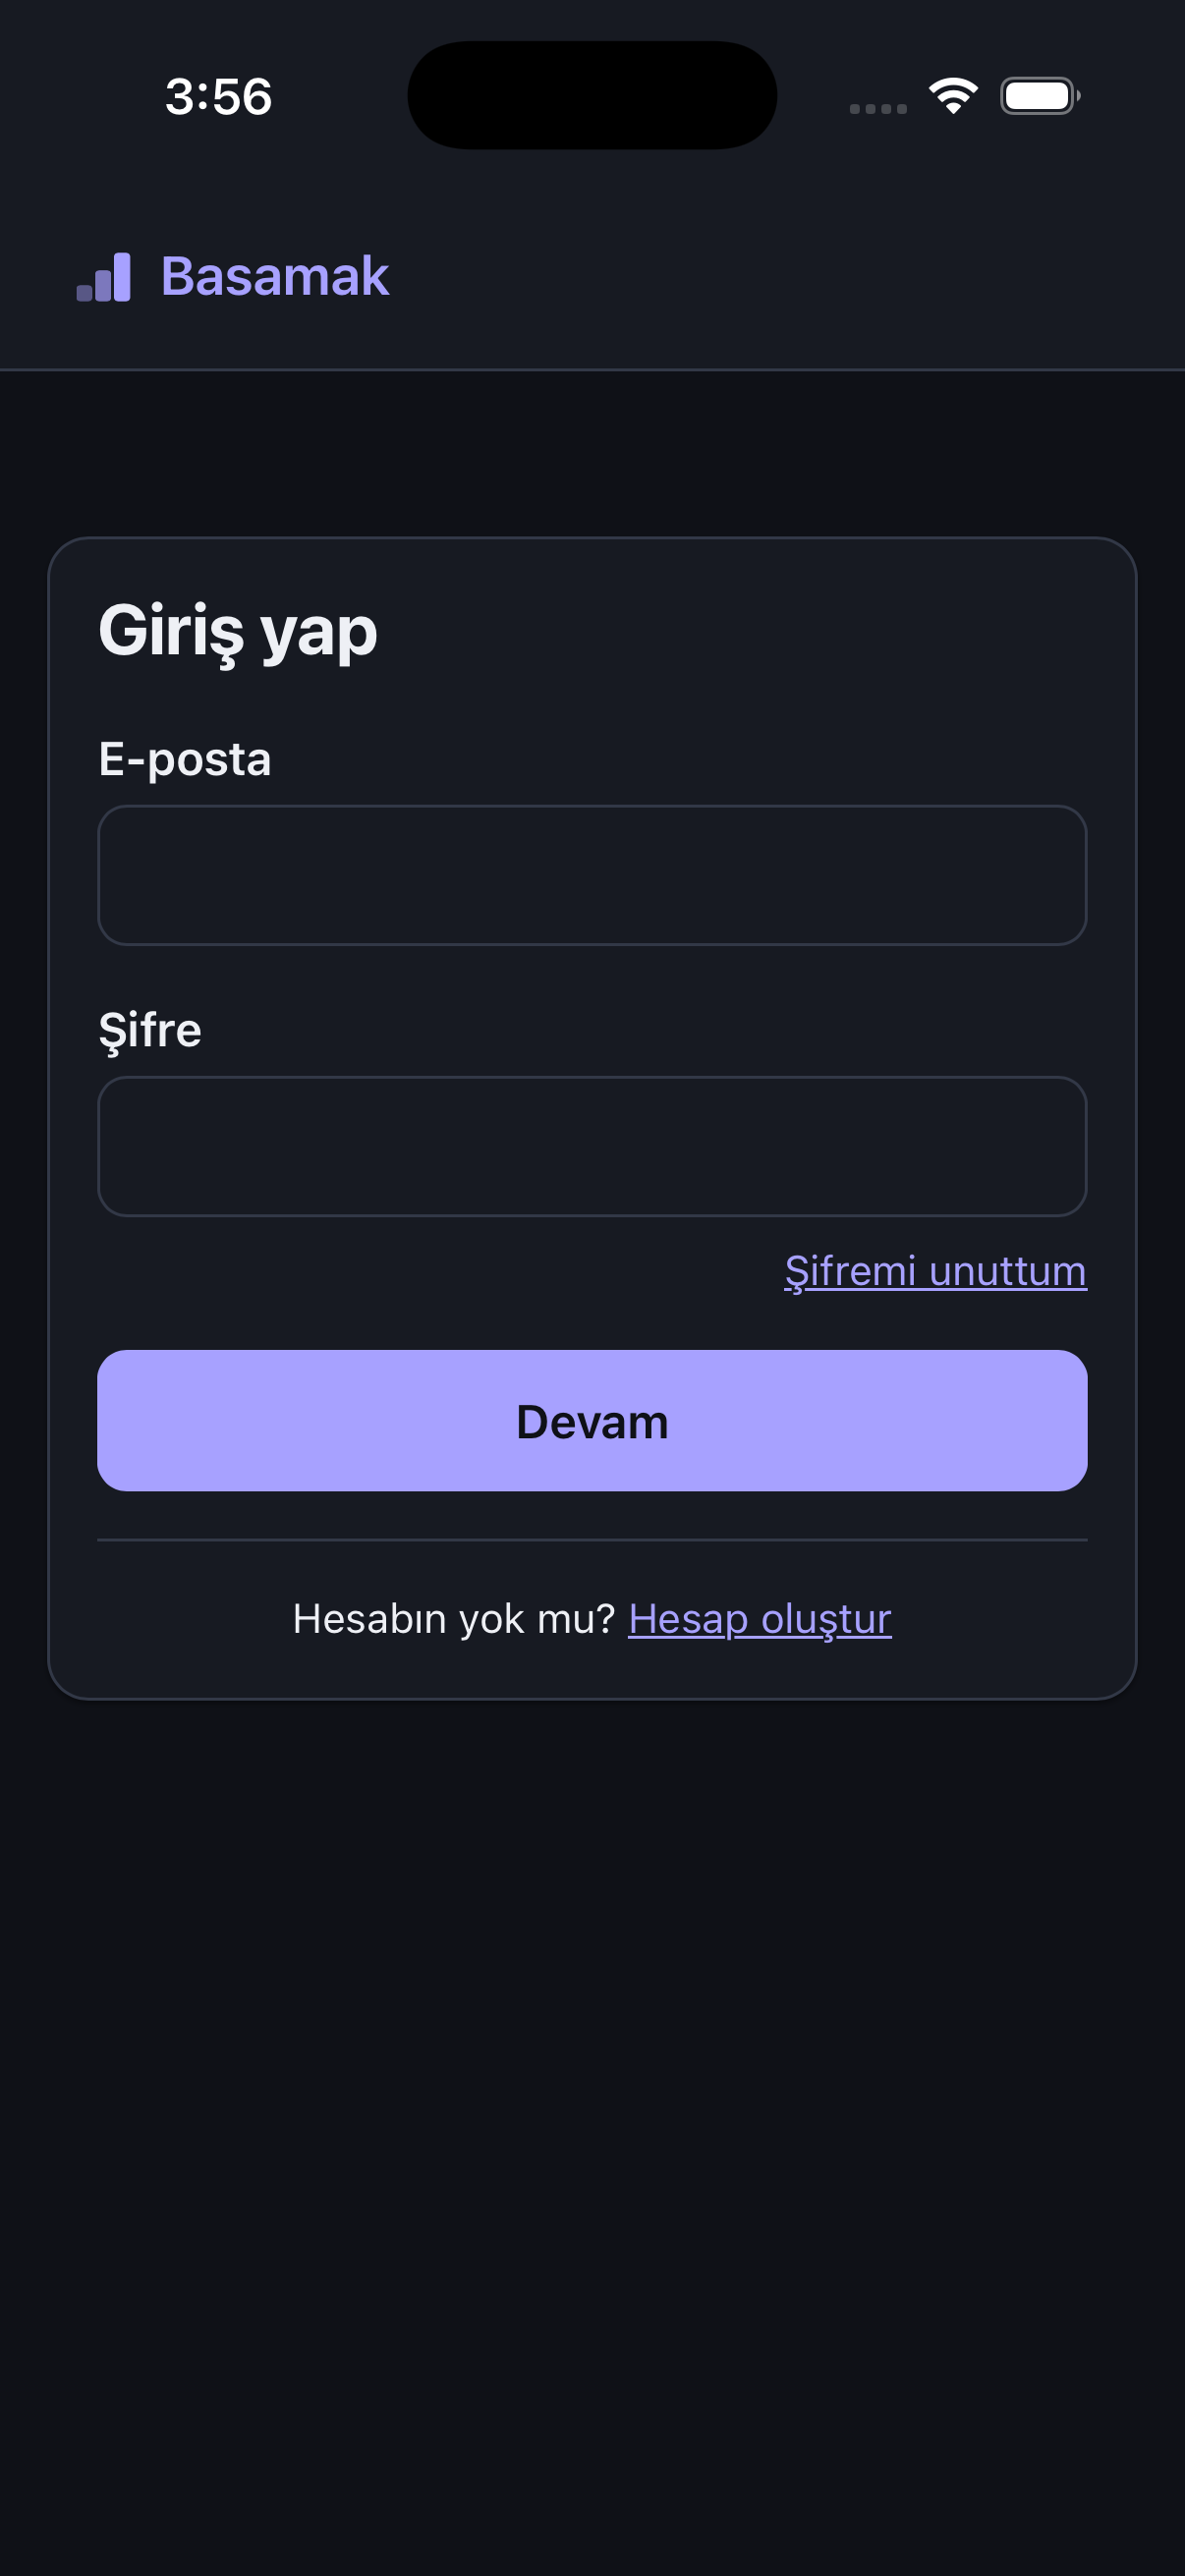 3:56
Basamak
Giriş yap
E-posta
Şifre
Şifremi unuttum
Devam
Hesabın yok mu? Hesap oluştur